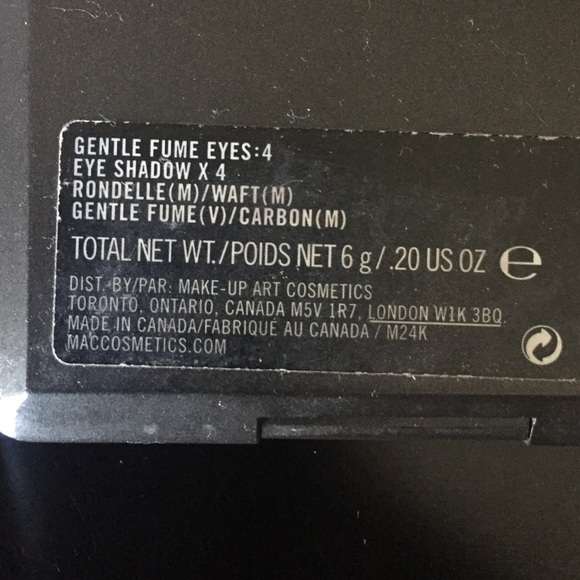 GENTLE FUME EYES:4
EYE SHADOW X 4
RONDELLE(M)/WAFT(M)
GENTLE FUME(V)/CARBON(M)
TOTAL NET WT./POIDS NET 6 g/.20 US OZ e
DIST. BY/PAR: MAKE-UP ART COSMETICS
TORONTO, ONTARIO, CANADA M5V 1R7, LONDON W1K 3BQ
MADE IN CANADA/FABRIQUÉ AU CANADA / M24K
MACCOSMETICS.COM